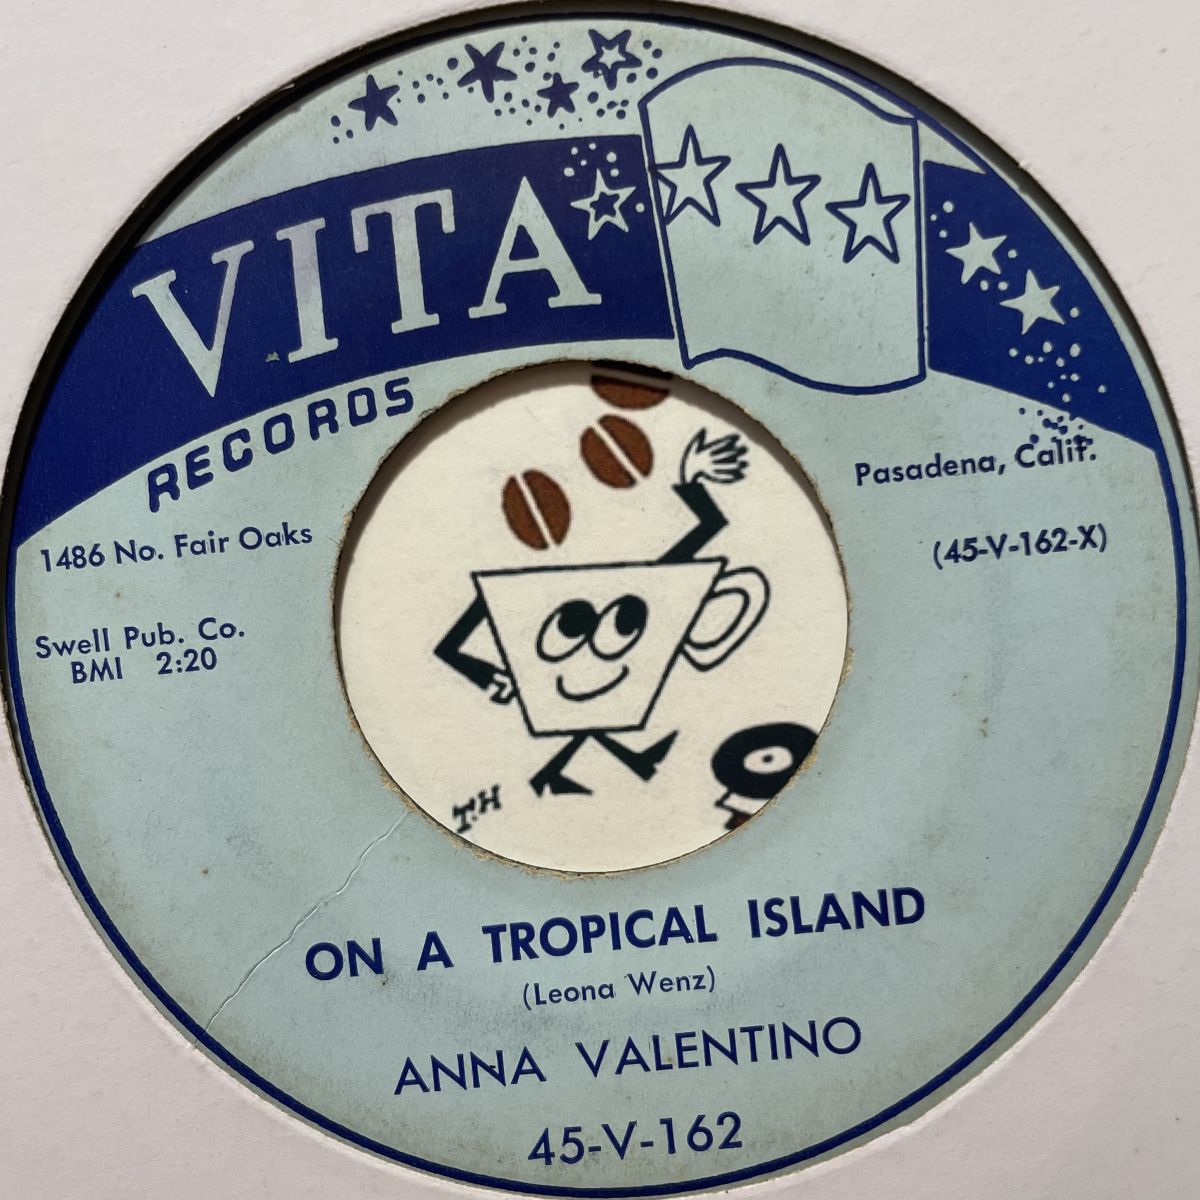 VITA
RECORDS
1486 No. Fair Oaks
Pasadena, Calif.
(45-V-162-X)
Swell Pub. Co.
BMI 2:20
T.H
ON A TROPICAL ISLAND
(Leona Wenz)
ANNA VALENTINO
45-V-162